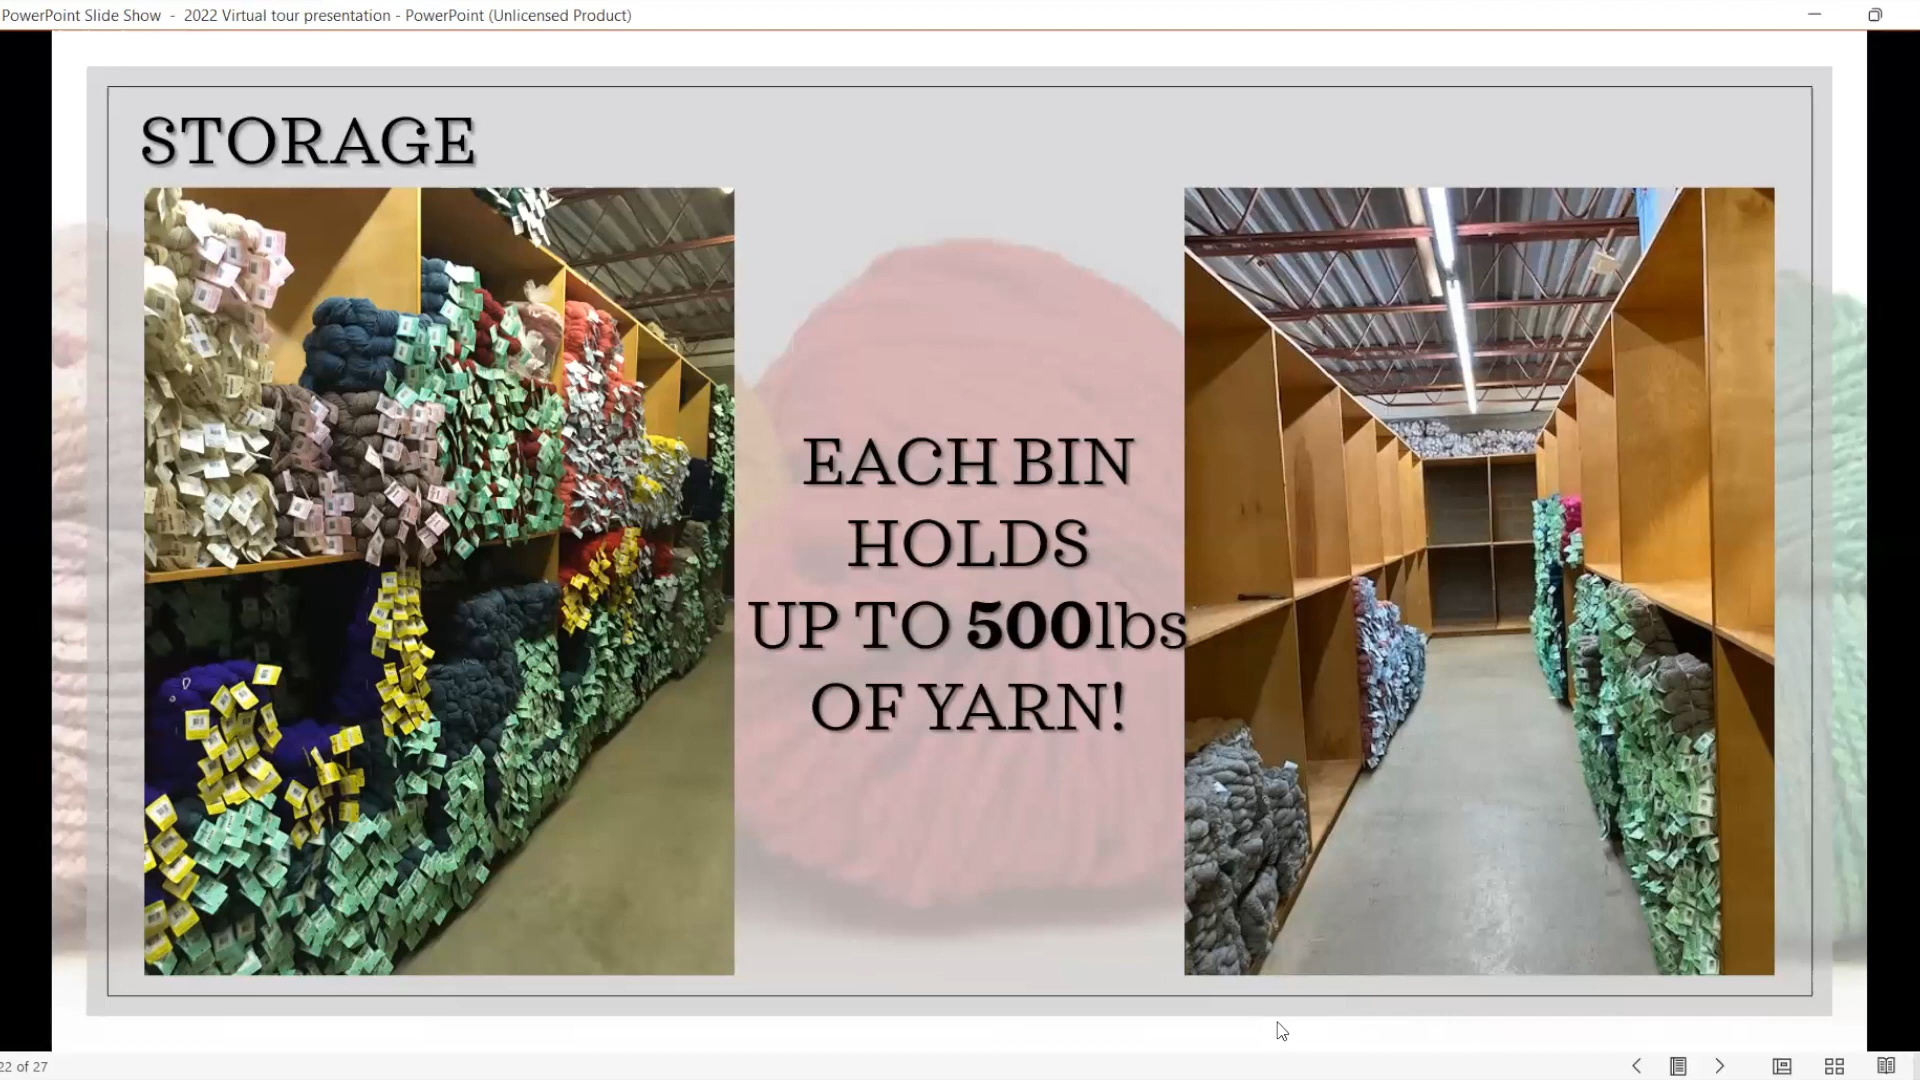 PowerPoint Slide Show - 2022 Virtual tour presentation - PowerPoint (Unlicensed Product)
STORAGE
EACH BIN
HOLDS
UP TO 500lbs
OF YARN!
22 of 27